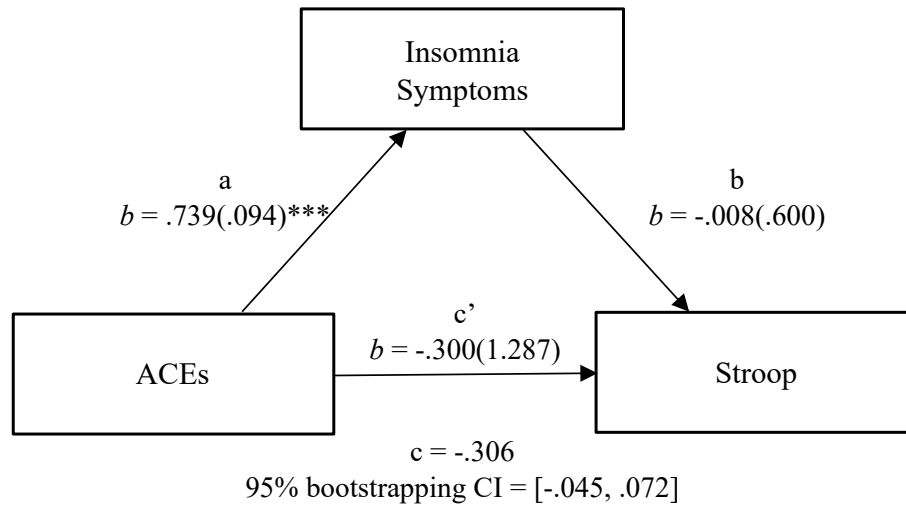 Insomnia
Symptoms
a
b = .739(.094)***
b
b = -.008(.600)
c’
b = -.300(1.287)
ACEs
Stroop
c = -.306
95% bootstrapping CI = [-.045, .072]